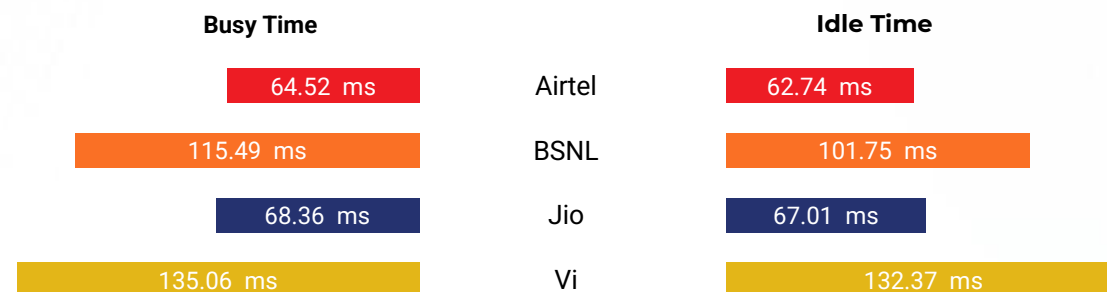 Busy Time Idle Time
64.52 ms Airtel 62.74 ms
115.49 ms BSNL 101.75 ms
68.36 ms Jio 67.01 ms
135.06 ms Vi 132.37 ms